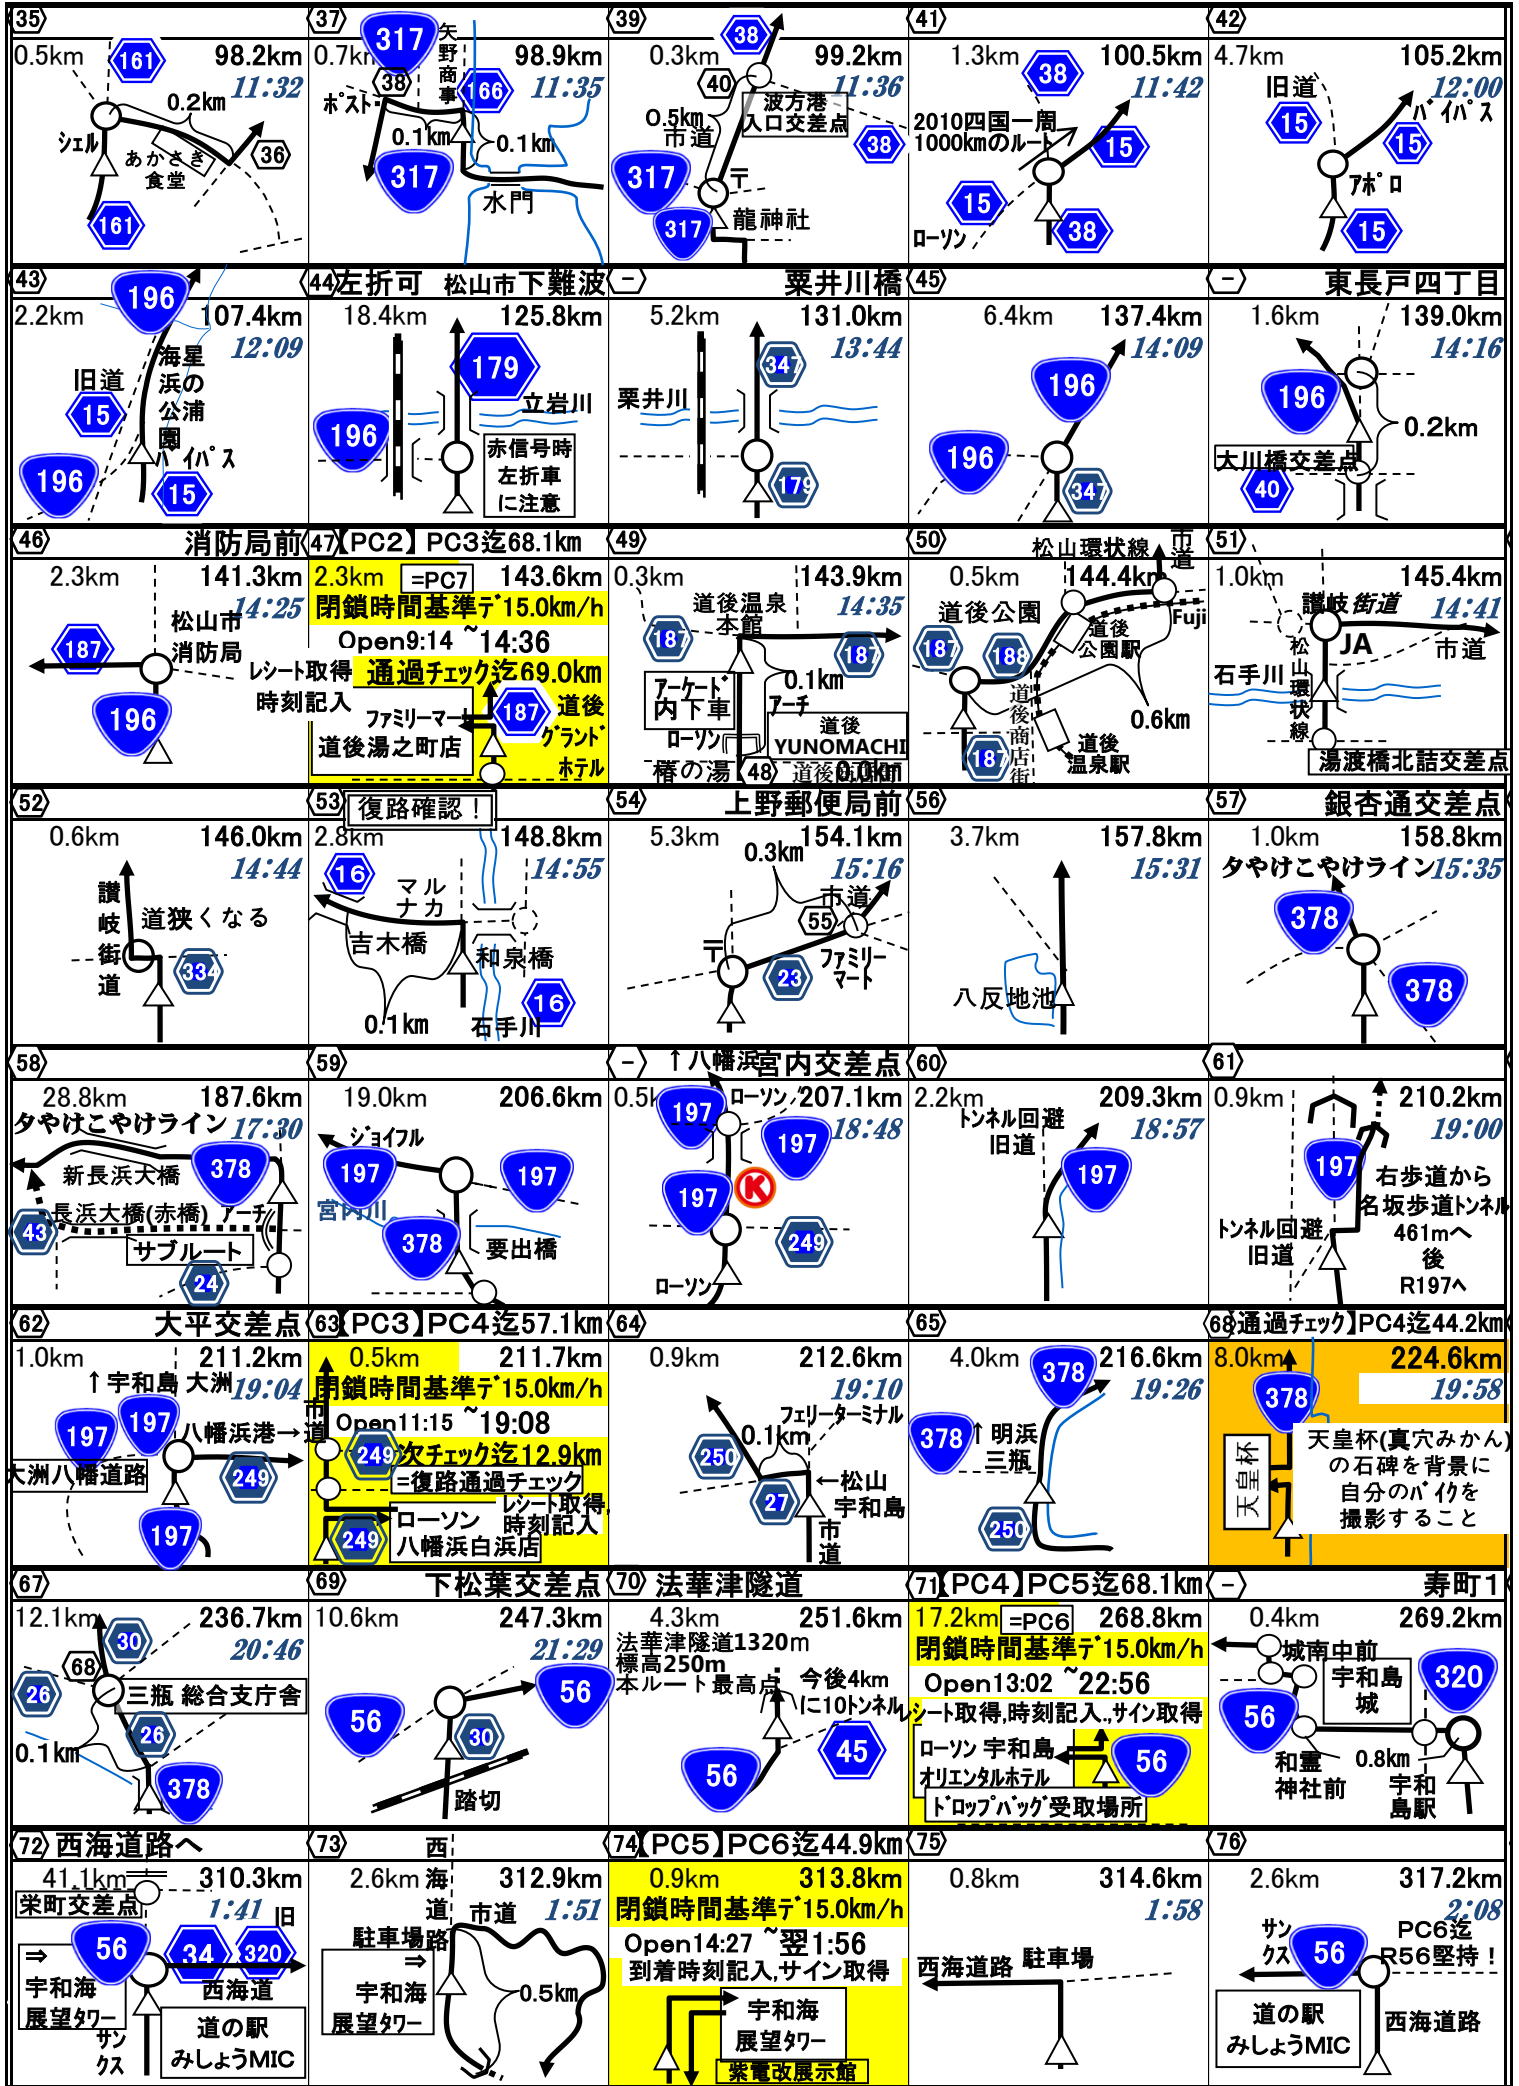 35
0.5km 98.2km
11:32
161
0.2km
シェル
あかさき
食堂
36
161
37
317
矢野商事
0.7km 98.9km
11:35
38
166
ポスト
0.1km
0.1km
317
水門
39
38
0.3km 99.2km
11:36
40
波方港
入口交差点
0.5km
市道
38
317
〒
龍神社
317
41
1.3km 100.5km
11:42
38
2010四国一周
1000kmのルート
15
15
38
ローソン
42
4.7km 105.2km
12:00
旧道
バイパス
15
15
アポロ
15
43
196
2.2km 107.4km
12:09
海星
浜の
公浦
園
旧道
15
バイパス
196
15
44 左折可 松山市下難波
18.4km 125.8km
179
立岩川
196
赤信号時
左折車
に注意
- 粟井川橋
5.2km 131.0km
13:44
347
粟井川
179
45
6.4km 137.4km
14:09
196
196
347
- 東長戸四丁目
1.6km 139.0km
14:16
196
0.2km
大川橋交差点
40
46 消防局前
2.3km 141.3km
14:25
松山市
消防局
187
196
47 【PC2】PC3迄68.1km
2.3km =PC7 143.6km
閉鎖時間基準デ15.0km/h
Open9:14 ~14:36
レシート取得
時刻記入
通過チェック迄69.0km
ファミリーマート
道後湯之町店
187
道後
グランド
ホテル
49
0.3km 143.9km
14:35
道後温泉
本館
187
187
アーケード
内下車
0.1km
アーチ
ローソン
道後
YUNOMACHI
椿の湯
48
0.0km
50
松山環状線
市道
0.5km 144.4km
道後公園
Fuji
187
188
道後
公園駅
道後商店街
0.6km
187
道後
温泉駅
51
1.0km 145.4km
14:41
讃岐街道
JA
市道
石手川
松山環状線
湯渡橋北詰交差点
52
0.6km 146.0km
14:44
讃岐街道
道狭くなる
334
53 復路確認！
2.8km 148.8km
14:55
16
マル
ナカ
吉木橋
和泉橋
16
0.1km
石手川
54 上野郵便局前
5.3km 154.1km
15:16
0.3km
市道
55
〒
ファミリー
マート
23
56
3.7km 157.8km
15:31
八反地池
57 銀杏通交差点
1.0km 158.8km
15:35
夕やけこやけライン
378
378
58
28.8km 187.6km
17:30
夕やけこやけライン
新長浜大橋
378
長浜大橋(赤橋) アーチ
43
サブルート
24
59
19.0km 206.6km
ジョイフル
197
197
宮内川
378
要出橋
- ↑八幡浜 宮内交差点
0.5km 207.1km
18:48
ローソン
197
197
197
K
249
ローソン
60
2.2km 209.3km
18:57
トンネル回避
旧道
197
61
0.9km 210.2km
19:00
197
右歩道から
名坂歩道トンネル
461mへ
後
R197へ
トンネル回避
旧道
62 大平交差点
1.0km 211.2km
19:04
↑宇和島 大洲
197
197
八幡浜港→
市道
大洲八幡道路
249
197
63 【PC3】PC4迄57.1km
0.5km 211.7km
閉鎖時間基準デ15.0km/h
Open11:15 ~19:08
249
次チェック迄12.9km
=復路通過チェック
レシート取得,
時刻記入
249
ローソン
八幡浜白浜店
64
0.9km 212.6km
19:10
フェリーターミナル
0.1km
250
27
←松山
宇和島
市道
65
4.0km 216.6km
19:26
378
378
↑明浜
三瓶
250
68 【通過チェック】PC4迄44.2km
8.0km 224.6km
19:58
378
天皇杯
天皇杯(真穴みかん)
の石碑を背景に
自分のバイクを
撮影すること
67
12.1km 236.7km
20:46
30
68
26
三瓶 総合支庁舎
26
0.1km
378
69 下松葉交差点
10.6km 247.3km
21:29
56
56
30
踏切
70 法華津隧道
4.3km 251.6km
法華津隧道1320m
標高250m
本ルート最高点
今後4km
に10トンネル
56
45
71 【PC4】PC5迄68.1km
17.2km =PC6 268.8km
閉鎖時間基準デ15.0km/h
Open13:02 ~22:56
レシート取得,時刻記入.,サイン取得
ローソン 宇和島
オリエンタルホテル
56
ドロップバッグ受取場所
- 寿町1
0.4km 269.2km
城南中前
宇和島
城
320
56
和霊
神社前
0.8km
宇和
島駅
72 西海道路へ
41.1km 310.3km
栄町交差点
1:41
旧
56
34
320
⇒
宇和海
展望タワー
西海道
サン
クス
道の駅
みしょうMIC
73
西海道路
2.6km 312.9km
1:51
市道
駐車場
⇒
宇和海
展望タワー
0.5km
74 【PC5】PC6迄44.9km
0.9km 313.8km
閉鎖時間基準デ15.0km/h
Open14:27 ~翌1:56
到着時刻記入,サイン取得
宇和海
展望タワー
紫電改展示館
75
0.8km 314.6km
1:58
西海道路
駐車場
76
2.6km 317.2km
2:08
サン
クス
56
PC6迄
R56堅持！
道の駅
みしょうMIC
西海道路